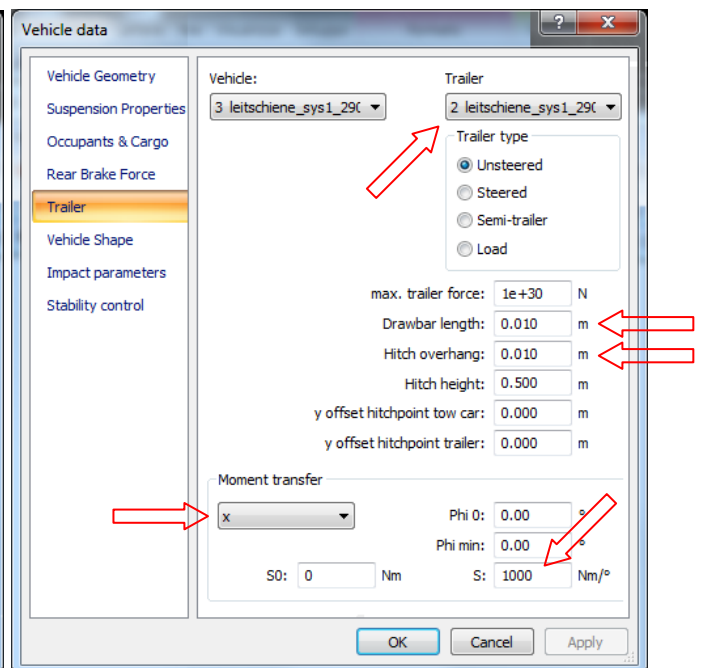 Vehicle data
Vehicle Geometry
Suspension Properties
Occupants & Cargo
Rear Brake Force
Trailer
Vehicle Shape
Impact parameters
Stability control
Vehicle:
3 leitschiene_sys1_29(
Trailer
2 leitschiene_sys1_29(
Trailer type
Unsteered
Steered
Semi-trailer
Load
max. trailer force: 1e+30 N
Drawbar length: 0.010 m
Hitch overhang: 0.010 m
Hitch height: 0.500 m
y offset hitchpoint tow car: 0.000 m
y offset hitchpoint trailer: 0.000 m
Moment transfer
x
Phi 0: 0.00 °
Phi min: 0.00 °
S0: 0 Nm S: 1000 Nm/°
OK Cancel Apply